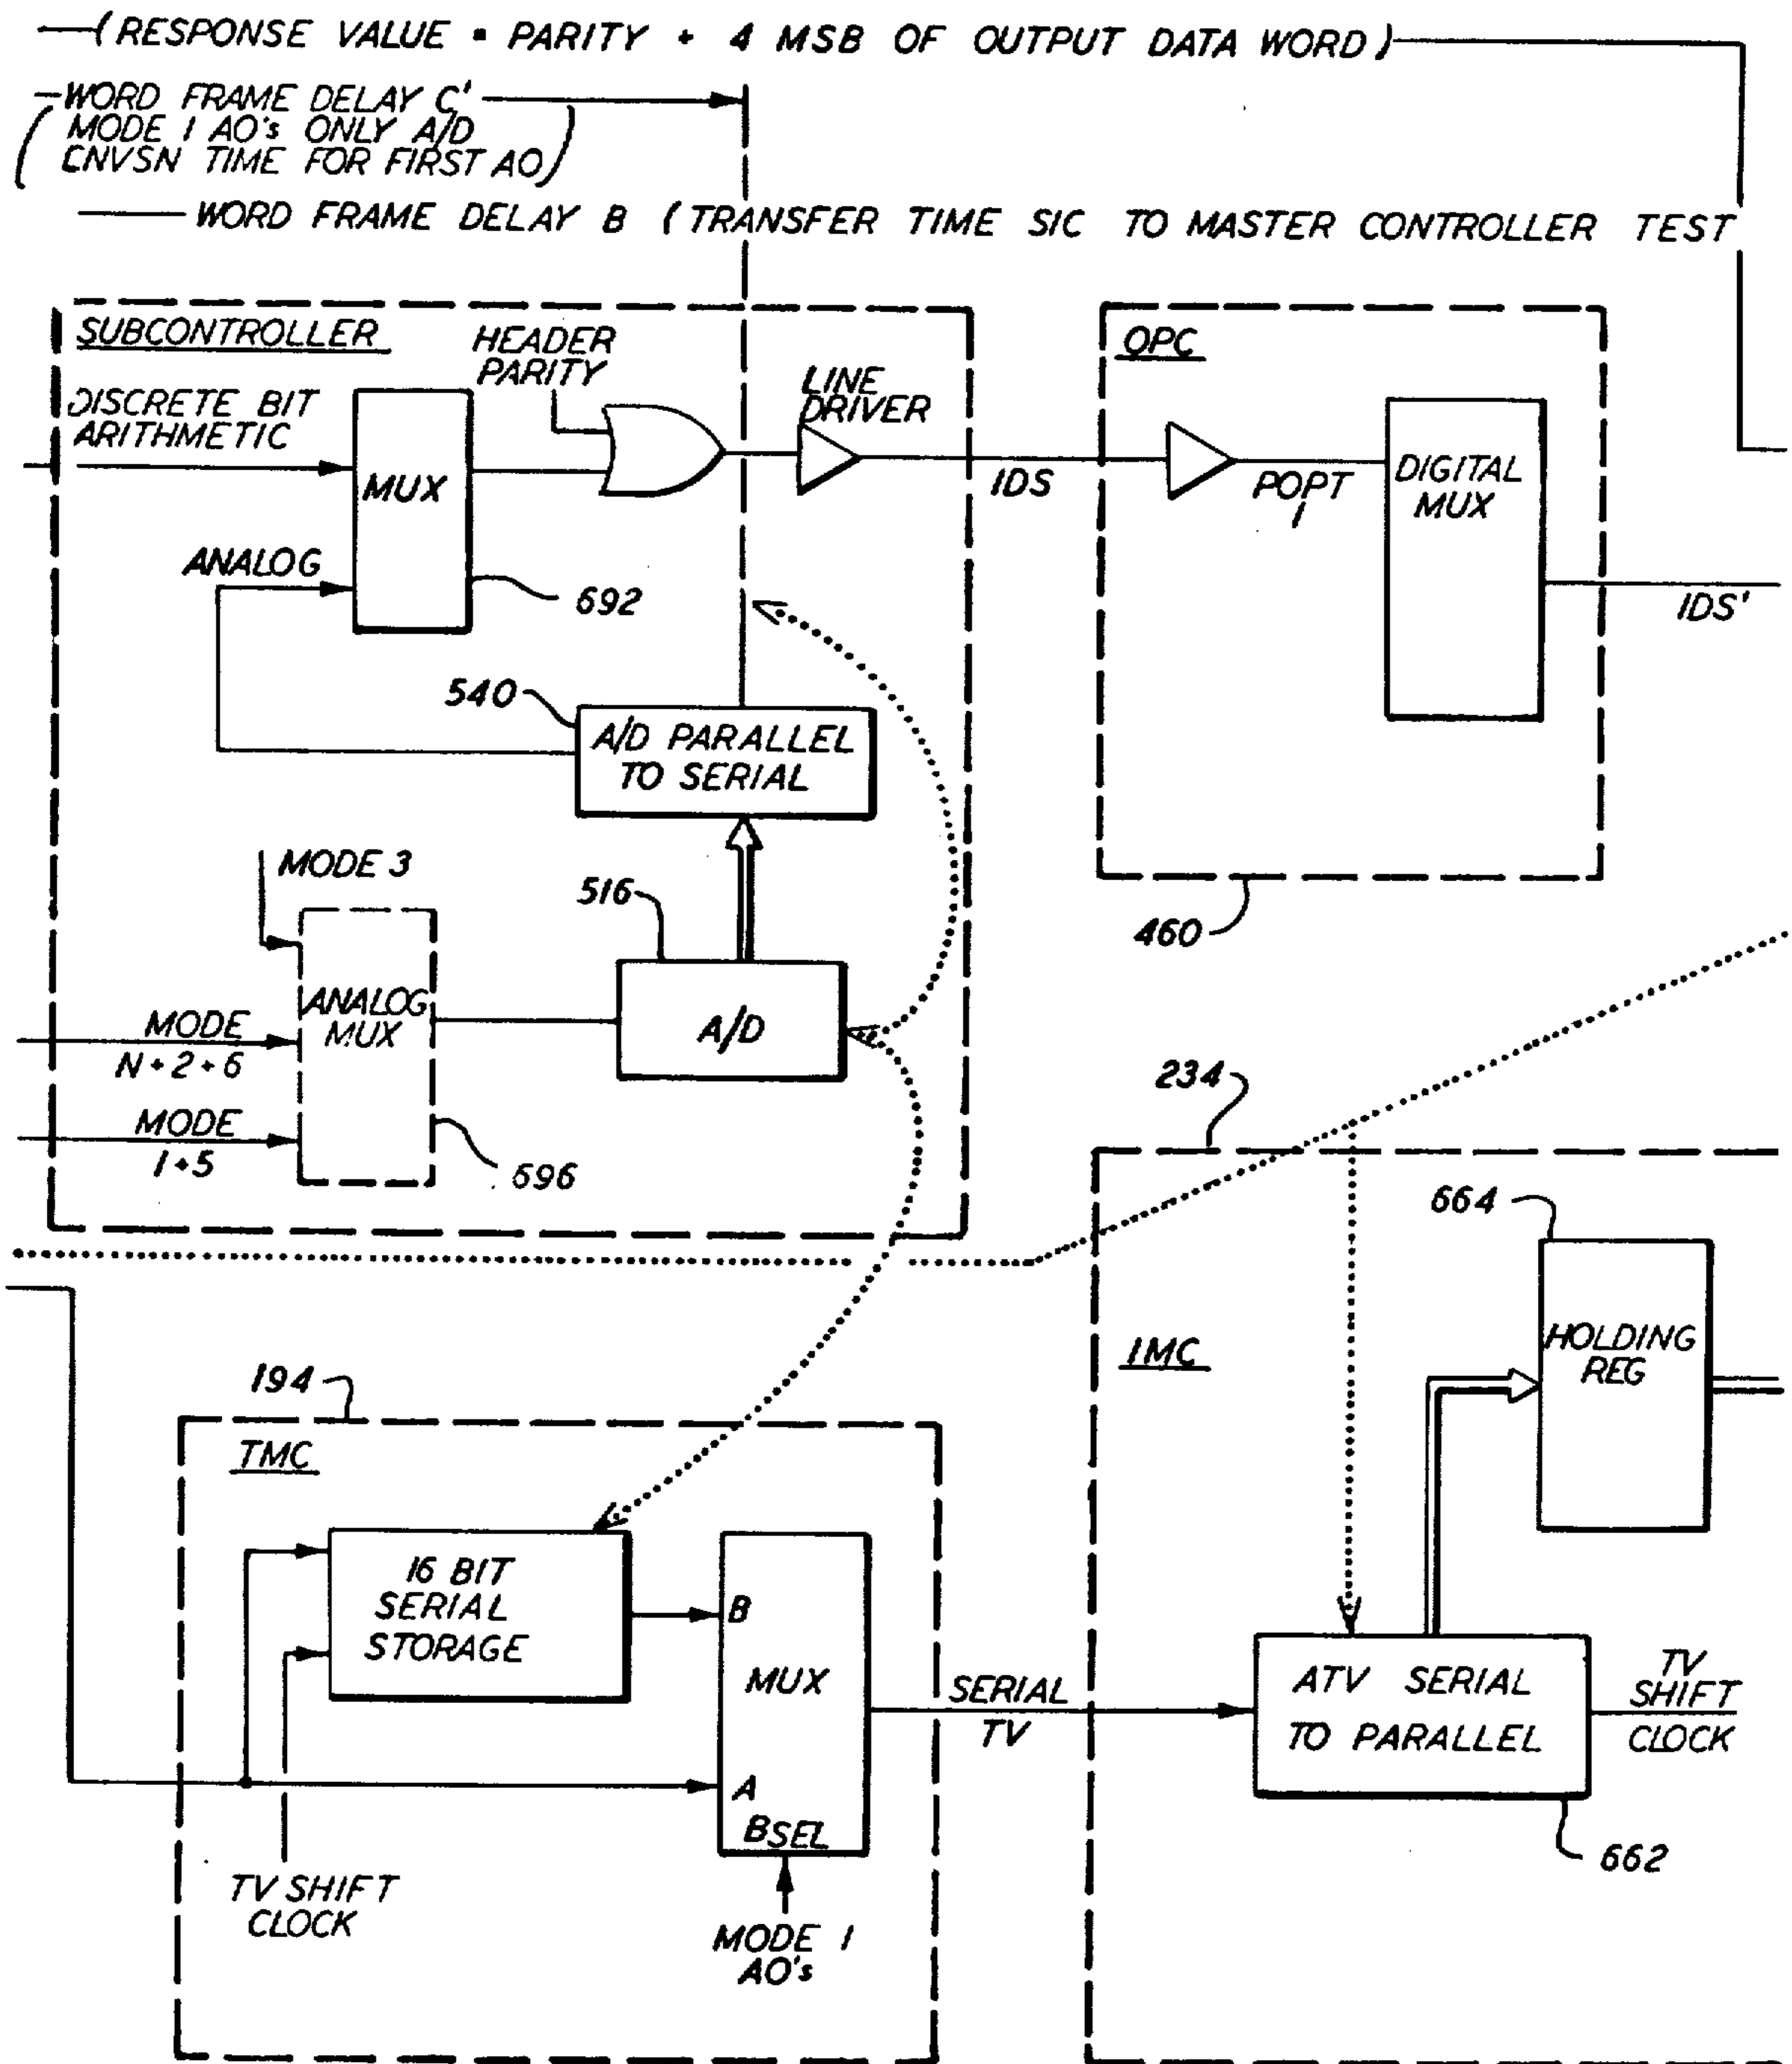 (RESPONSE VALUE = PARITY + 4 MSB OF OUTPUT DATA WORD)
WORD FRAME DELAY C'
(MODE 1 AO's ONLY A/D
CNVSN TIME FOR FIRST AO)
WORD FRAME DELAY B (TRANSFER TIME SIC TO MASTER CONTROLLER TEST
SUBCONTROLLER
HEADER
PARITY
DISCRETE BIT
ARITHMETIC
MUX
LINE
DRIVER
IDS
ANALOG
692
540
A/D PARALLEL
TO SERIAL
MODE 3
516
ANALOG
MUX
A/D
MODE
N+2+6
MODE
1+5
696
OPC
POPT
1
DIGITAL
MUX
IDS'
460
234
664
IMC
HOLDING
REG
194
TMC
16 BIT
SERIAL
STORAGE
B
MUX
A
BSEL
TV SHIFT
CLOCK
MODE 1
AO's
SERIAL
TV
ATV SERIAL
TO PARALLEL
TV
SHIFT
CLOCK
662